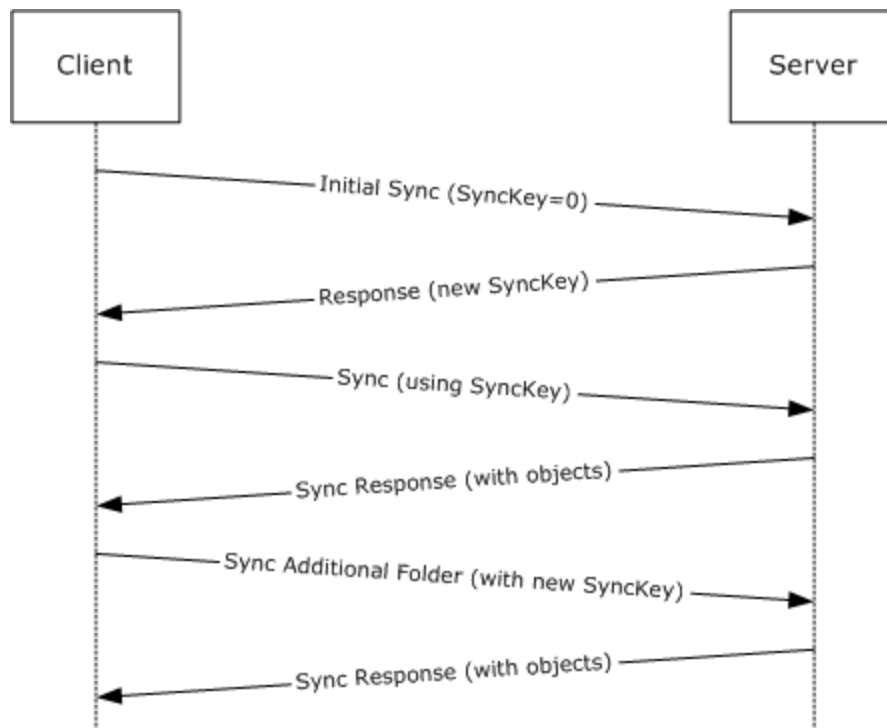 Client
Server
Initial Sync (SyncKey=0)
Response (new SyncKey)
Sync (using SyncKey)
Sync Response (with objects)
Sync Additional Folder (with new SyncKey)
Sync Response (with objects)